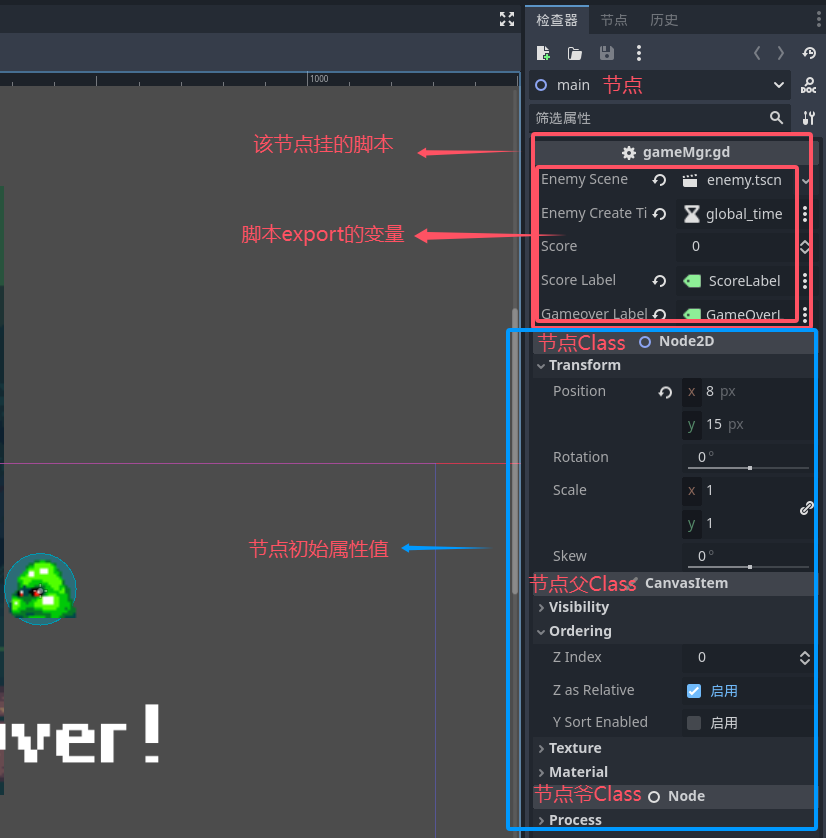 检查器 节点 历史
main 节点
DOC
筛选属性
1000
gameMgr.gd
该节点挂的脚本
Enemy Scene enemy.tscn
Enemy Create Ti global_time
脚本export的变量
Score 0
Score Label ScoreLabel
Gameover Label GameOverl
节点Class Node2D
Transform
Position x 8 px
y 15 px
Rotation 0 °
Scale x 1
y 1
节点初始属性值
Skew 0 °
节点父Class CanvasItem
Visibility
Ordering
Z Index 0
Z as Relative 启用
Y Sort Enabled 启用
ver!
Texture
Material
节点爷Class Node
Process